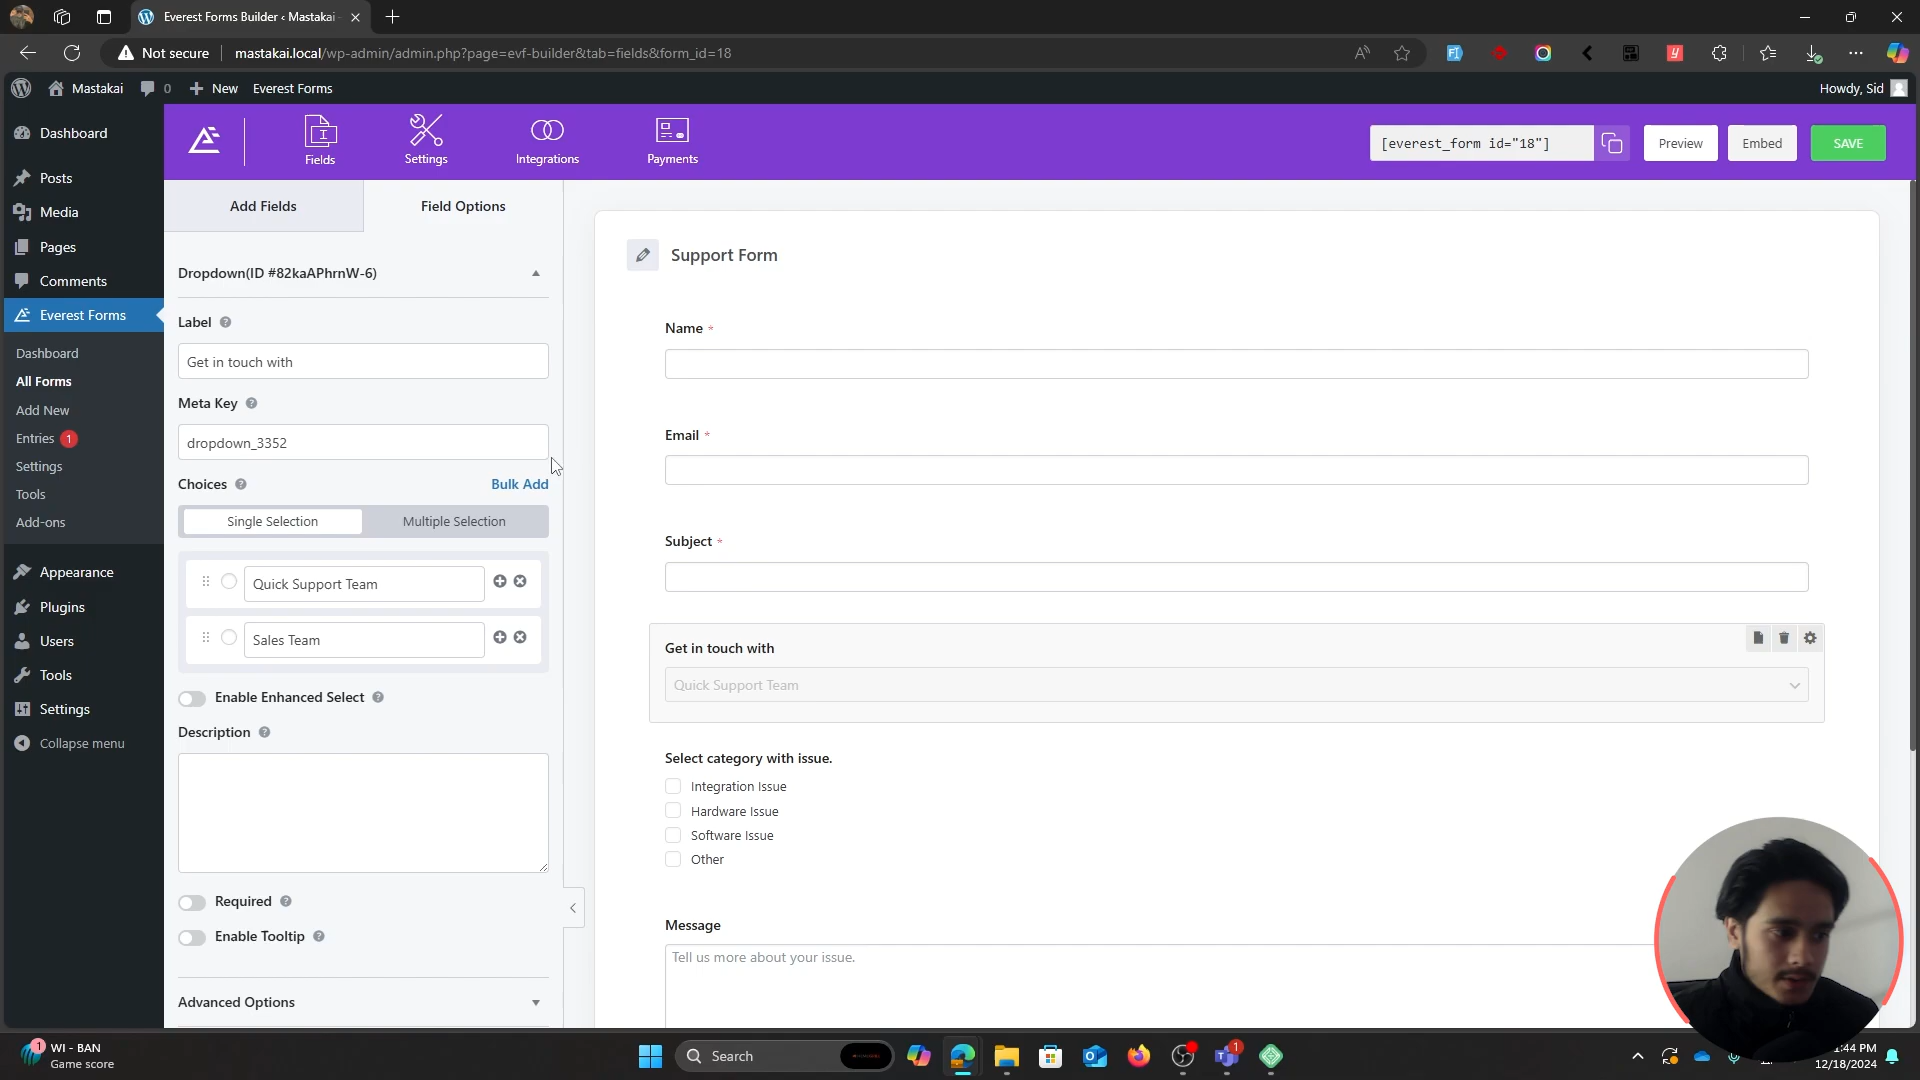 Everest Forms Builder ‹ Mastakai
Not secure
mastakai.local/wp-admin/admin.php?page=evf-builder&tab=fields&form_id=18
Mastakai
0
New
Everest Forms
Howdy, Sid
Fields
Settings
Integrations
Payments
[everest_form id="18"]
Preview
Embed
SAVE
Dashboard
Posts
Media
Pages
Comments
Everest Forms
Dashboard
All Forms
Add New
Entries 1
Settings
Tools
Add-ons
Appearance
Plugins
Users
Tools
Settings
Collapse menu
Add Fields
Field Options
Dropdown(ID #82kaAPhrnW-6)
Label
Get in touch with
Meta Key
dropdown_3352
Choices
Bulk Add
Single Selection
Multiple Selection
Quick Support Team
Sales Team
Enable Enhanced Select
Description
Required
Enable Tooltip
Advanced Options
Support Form
Name *
Email *
Subject *
Get in touch with
Quick Support Team
Select category with issue.
Integration Issue
Hardware Issue
Software Issue
Other
Message
Tell us more about your issue.
1
WI - BAN
Game score
Search
1
:44 PM
12/18/2024